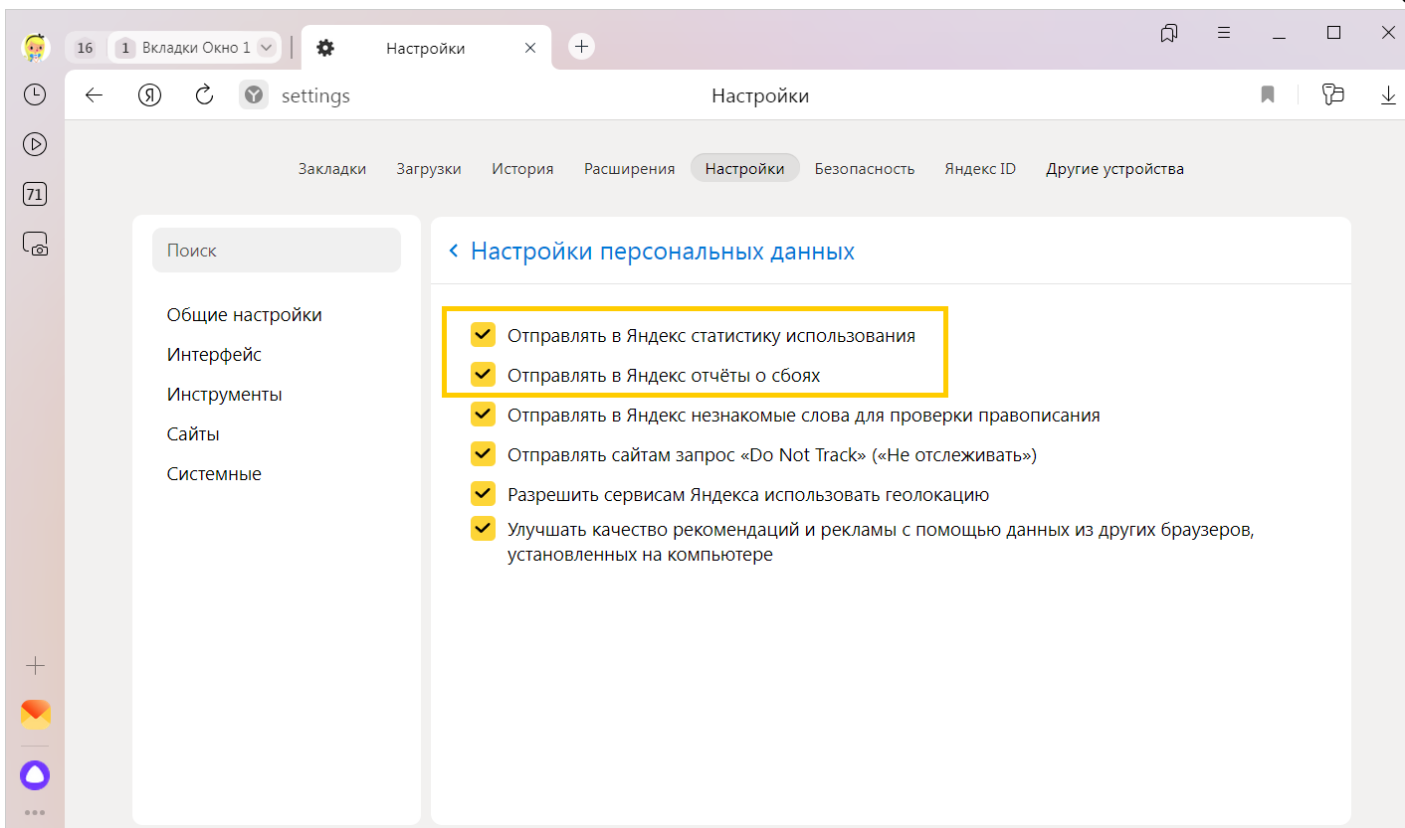 16 1 Вкладки Окно 1 Настройки
Я settings Настройки
Закладки Загрузки История Расширения Настройки Безопасность Яндекс ID Другие устройства
71
Поиск
Общие настройки
Интерфейс
Инструменты
Сайты
Системные
Настройки персональных данных
Отправлять в Яндекс статистику использования
Отправлять в Яндекс отчёты о сбоях
Отправлять в Яндекс незнакомые слова для проверки правописания
Отправлять сайтам запрос «Do Not Track» («Не отслеживать»)
Разрешить сервисам Яндекса использовать геолокацию
Улучшать качество рекомендаций и рекламы с помощью данных из других браузеров,
установленных на компьютере